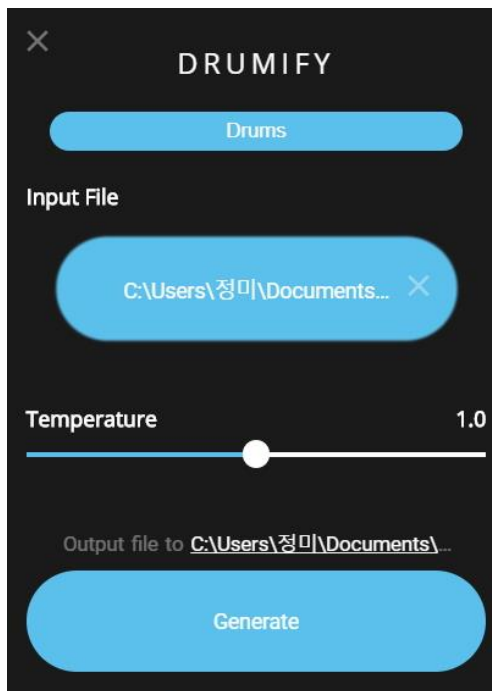 DRUMIFY
Drums
Input File
C:\Users\정미\Documents...
Temperature 1.0
Output file to C:\Users\정미\Documents\...
Generate